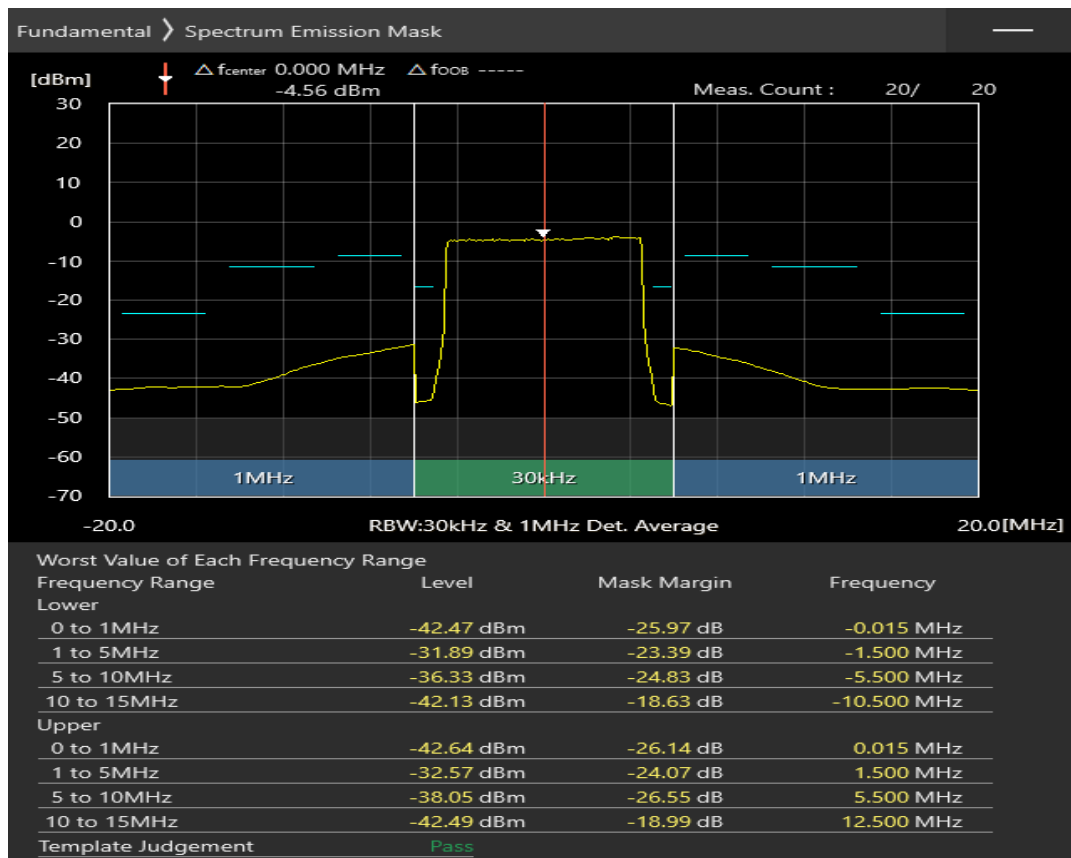 Fundamental ❯ Spectrum Emission Mask
[dBm] △ fcenter 0.000 MHz △ fOOB -----
-4.56 dBm Meas. Count : 20/ 20
30
20
10
0
-10
-20
-30
-40
-50
-60
1MHz 30kHz 1MHz
-70
-20.0 RBW:30kHz & 1MHz Det. Average 20.0[MHz]
Worst Value of Each Frequency Range
Frequency Range Level Mask Margin Frequency
Lower
0 to 1MHz -42.47 dBm -25.97 dB -0.015 MHz
1 to 5MHz -31.89 dBm -23.39 dB -1.500 MHz
5 to 10MHz -36.33 dBm -24.83 dB -5.500 MHz
10 to 15MHz -42.13 dBm -18.63 dB -10.500 MHz
Upper
0 to 1MHz -42.64 dBm -26.14 dB 0.015 MHz
1 to 5MHz -32.57 dBm -24.07 dB 1.500 MHz
5 to 10MHz -38.05 dBm -26.55 dB 5.500 MHz
10 to 15MHz -42.49 dBm -18.99 dB 12.500 MHz
Template Judgement Pass